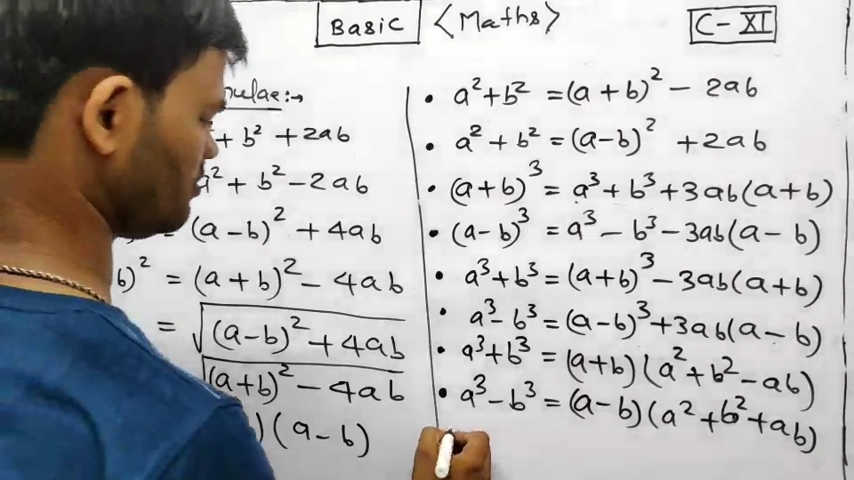 Basic <Maths> C-XI
ulae:→
+ b² + 2ab
a² + b² - 2ab
= (a-b)² + 4ab
b)² = (a+b)² - 4ab
= √(a-b)² + 4ab
√(a+b)² - 4ab
)(a-b)
• a²+b² = (a+b)² - 2ab
• a² + b² = (a-b)² + 2ab
• (a+b)³ = a³ + b³ + 3ab(a+b)
• (a-b)³ = a³ - b³ - 3ab(a-b)
• a³+b³ = (a+b)³ - 3ab(a+b)
• a³-b³ = (a-b)³ + 3ab(a-b)
• a³+b³ = (a+b)(a²+b²-ab)
• a³-b³ = (a-b)(a²+b²+ab)